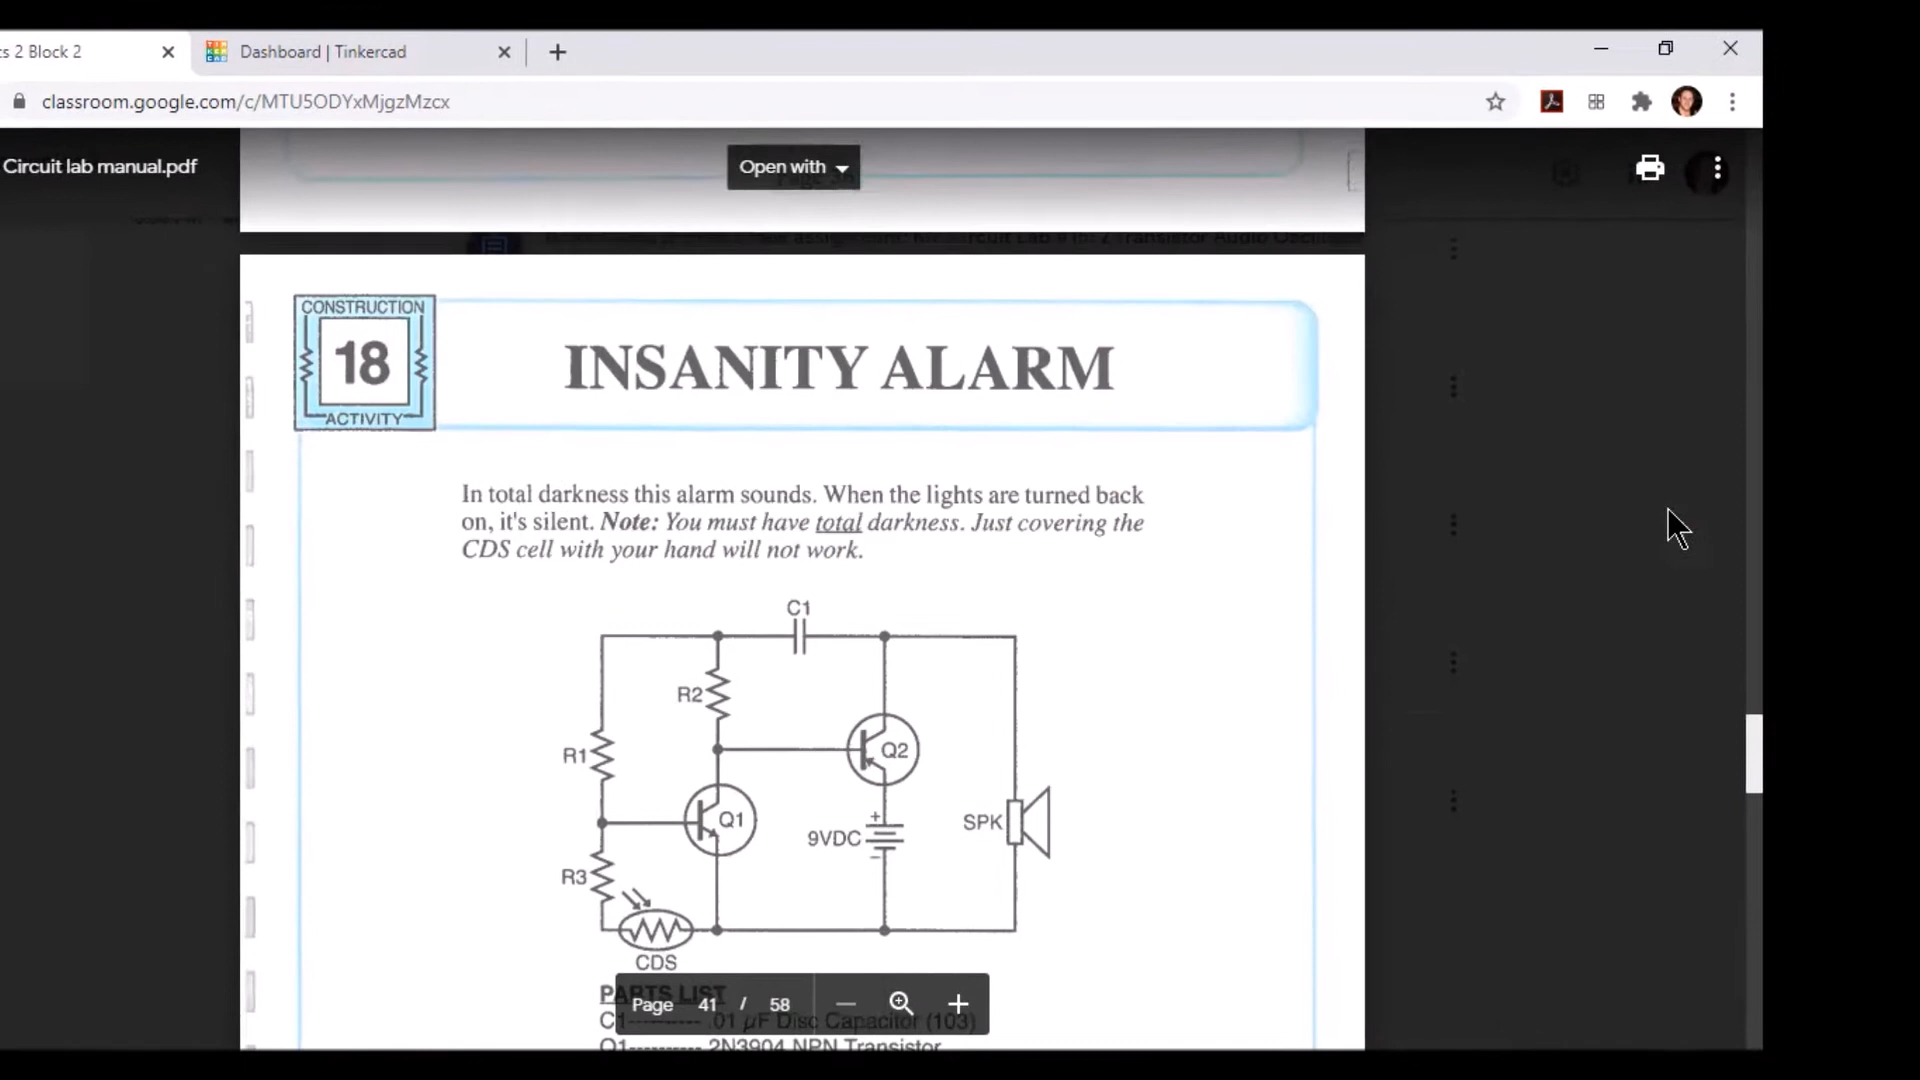 s 2 Block 2
Dashboard | Tinkercad
classroom.google.com/c/MTU5ODYxMjgzMzcx
Circuit lab manual.pdf
Open with
CONSTRUCTION
18
ACTIVITY
INSANITY ALARM
In total darkness this alarm sounds. When the lights are turned back
on, it's silent. Note: You must have total darkness. Just covering the
CDS cell with your hand will not work.
C1
R2
R1
Q2
Q1
+
9VDC
−
SPK
R3
CDS
PARTS LIST
Page 41 / 58
C1---------- .01 µF Disc Capacitor (103)
Q1---------- 2N3904 NPN Transistor